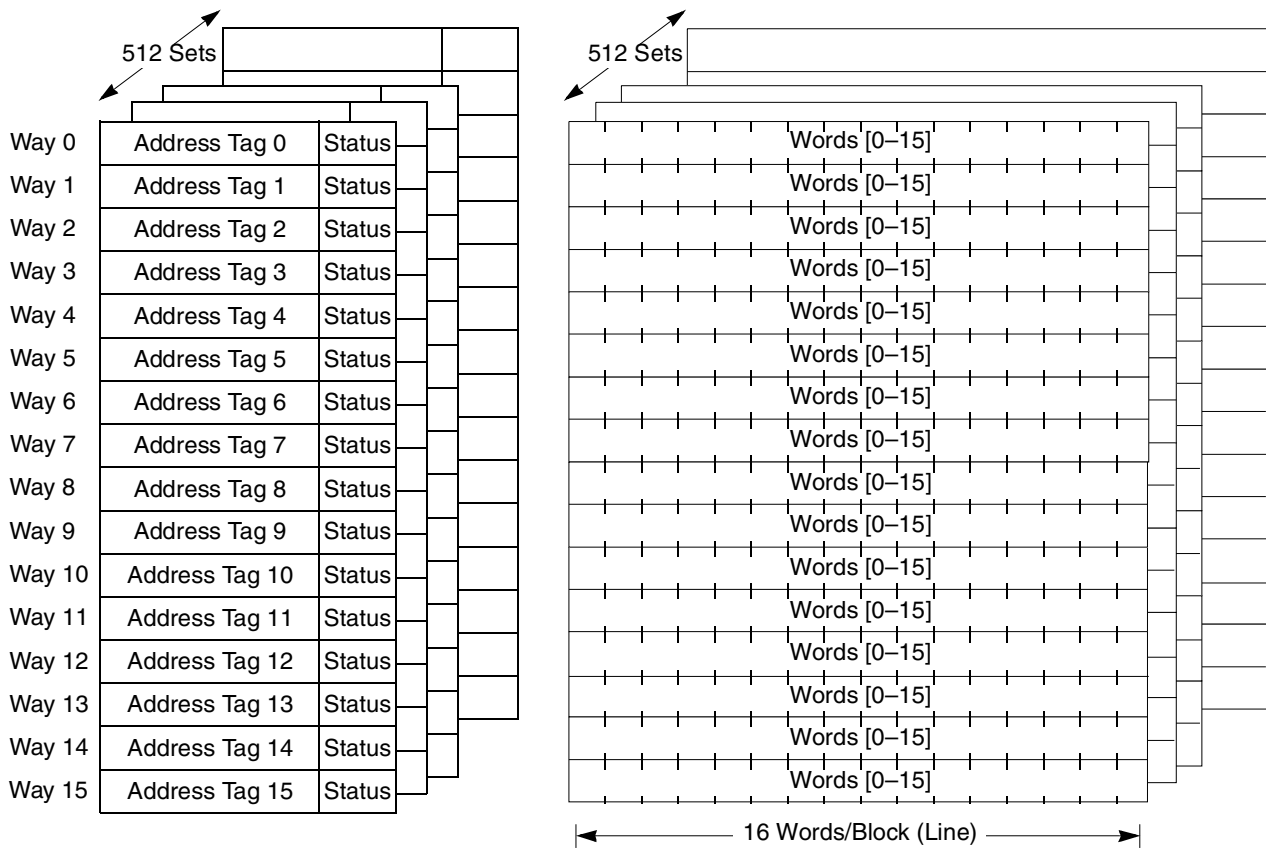 512 Sets 512 Sets
Way 0 Address Tag 0 Status Words [0–15]
Way 1 Address Tag 1 Status Words [0–15]
Way 2 Address Tag 2 Status Words [0–15]
Way 3 Address Tag 3 Status Words [0–15]
Way 4 Address Tag 4 Status Words [0–15]
Way 5 Address Tag 5 Status Words [0–15]
Way 6 Address Tag 6 Status Words [0–15]
Way 7 Address Tag 7 Status Words [0–15]
Way 8 Address Tag 8 Status Words [0–15]
Way 9 Address Tag 9 Status Words [0–15]
Way 10 Address Tag 10 Status Words [0–15]
Way 11 Address Tag 11 Status Words [0–15]
Way 12 Address Tag 12 Status Words [0–15]
Way 13 Address Tag 13 Status Words [0–15]
Way 14 Address Tag 14 Status Words [0–15]
Way 15 Address Tag 15 Status Words [0–15]
16 Words/Block (Line)